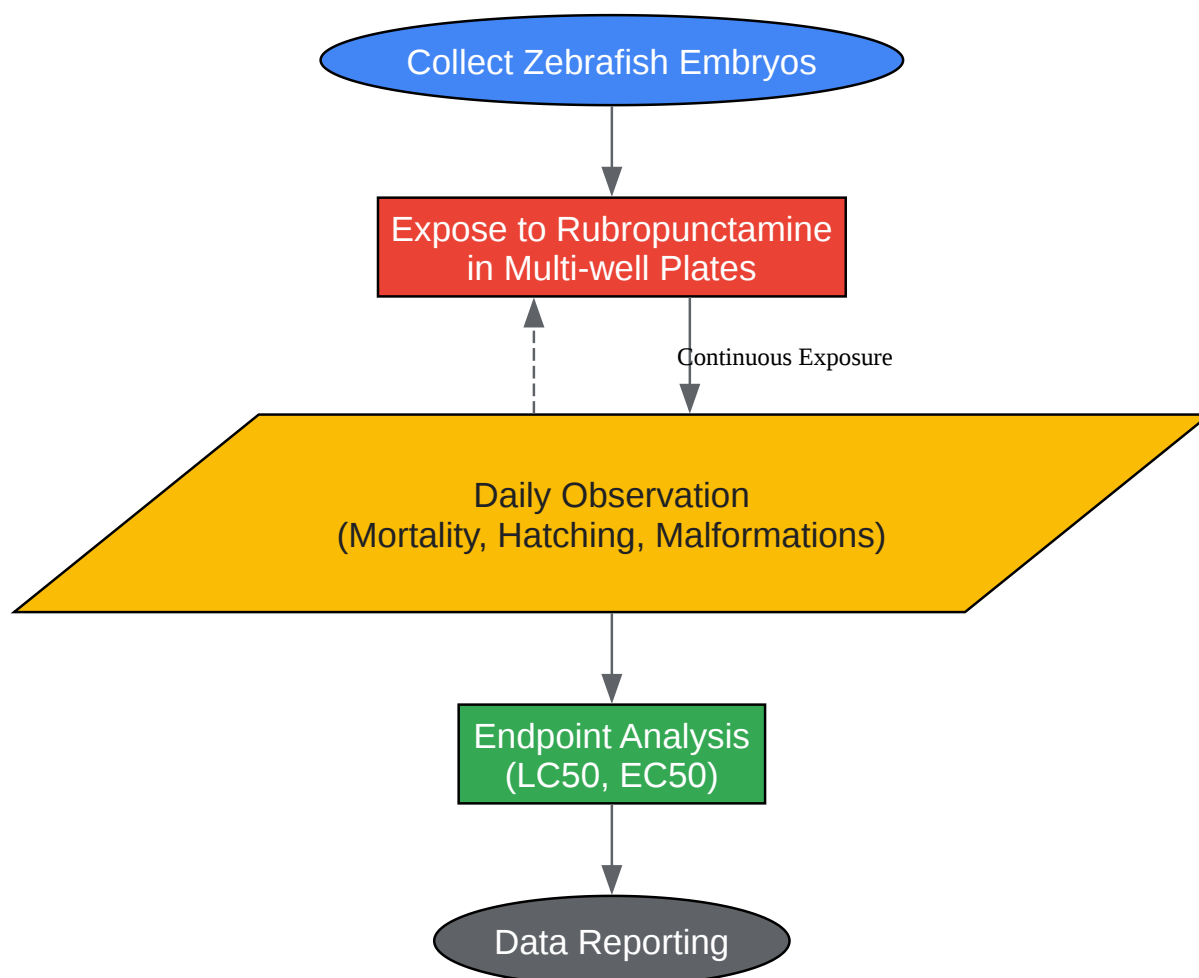 Collect Zebrafish Embryos
Expose to Rubropunctamine
in Multi-well Plates
Continuous Exposure
Daily Observation
(Mortality, Hatching, Malformations)
Endpoint Analysis
(LC50, EC50)
Data Reporting